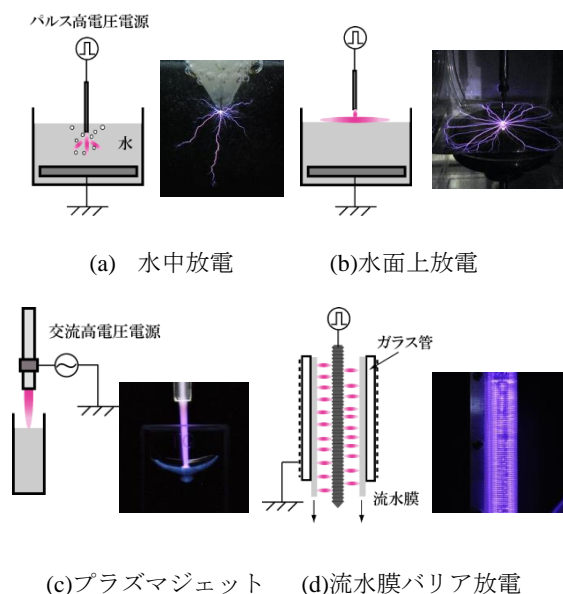 パルス高電圧電源
水
(a) 水中放電
(b)水面上放電
交流高電圧電源
ガラス管
流水膜
(c)プラズマジェット
(d)流水膜バリア放電